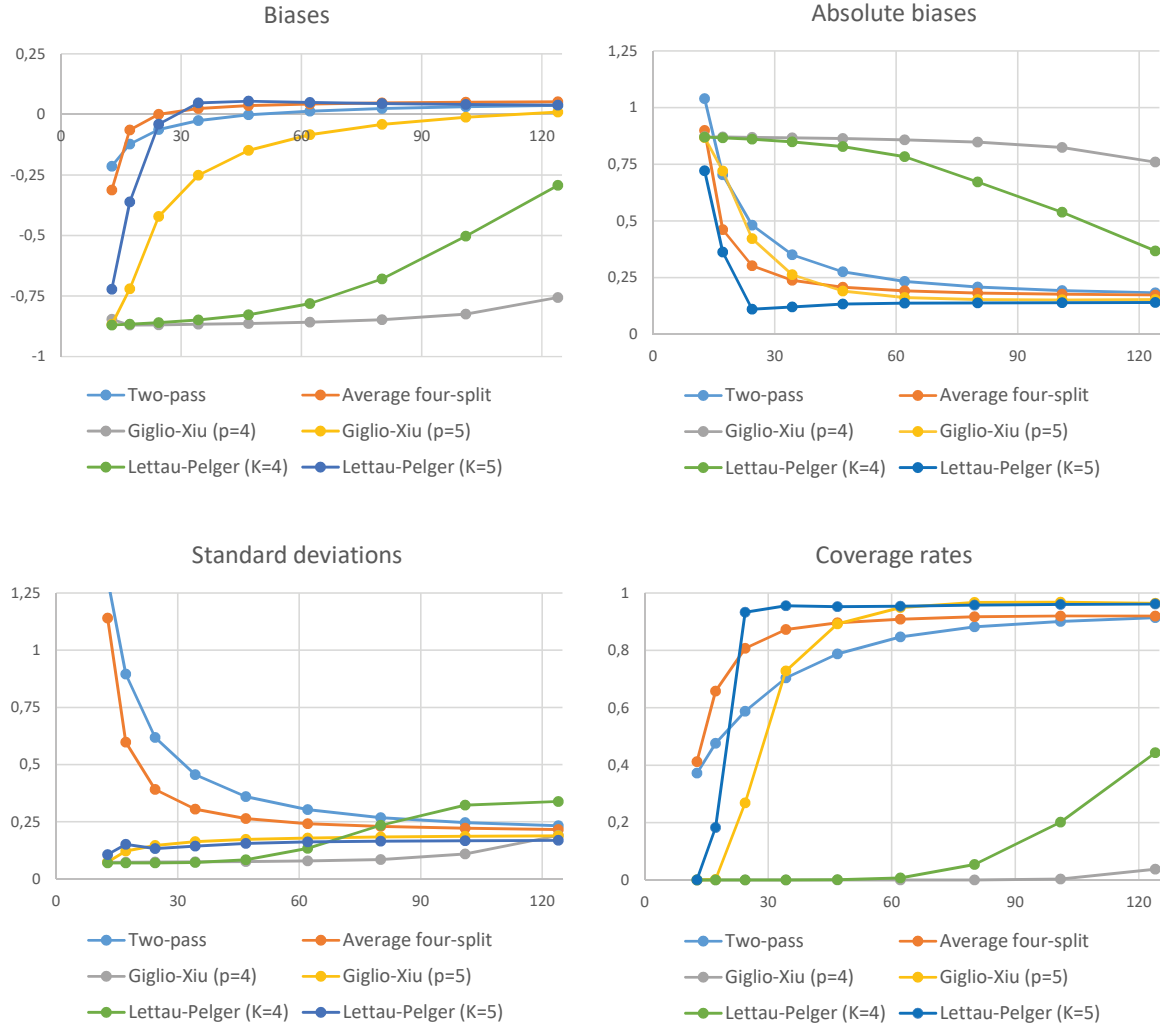 Biases
0,25
0
-0,25
-0,5
-0,75
-1
0 30 60 90 120
Two-pass Average four-split
Giglio-Xiu (p=4) Giglio-Xiu (p=5)
Lettau-Pelger (K=4) Lettau-Pelger (K=5)
Absolute biases
1,25
1
0,75
0,5
0,25
0
0 30 60 90 120
Two-pass Average four-split
Giglio-Xiu (p=4) Giglio-Xiu (p=5)
Lettau-Pelger (K=4) Lettau-Pelger (K=5)
Standard deviations
1,25
1
0,75
0,5
0,25
0
0 30 60 90 120
Two-pass Average four-split
Giglio-Xiu (p=4) Giglio-Xiu (p=5)
Lettau-Pelger (K=4) Lettau-Pelger (K=5)
Coverage rates
1
0,8
0,6
0,4
0,2
0
0 30 60 90 120
Two-pass Average four-split
Giglio-Xiu (p=4) Giglio-Xiu (p=5)
Lettau-Pelger (K=4) Lettau-Pelger (K=5)